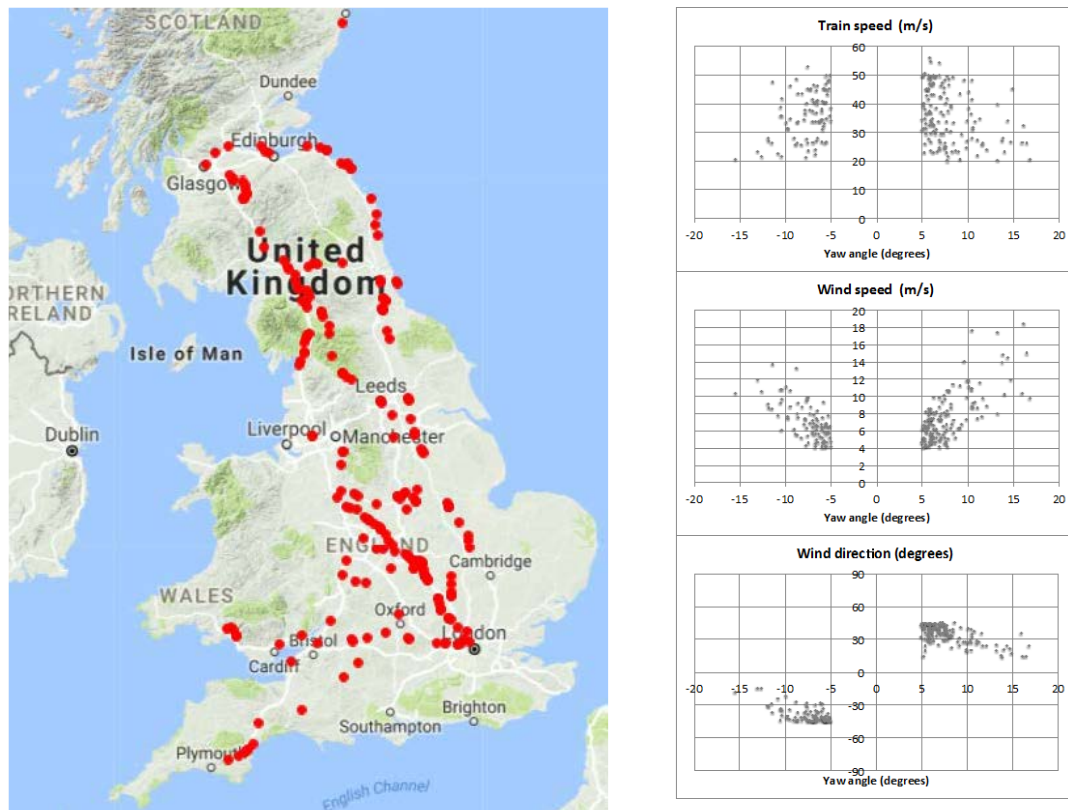 SCOTLAND
Dundee
Edinburgh
Glasgow
United
Kingdom
NORTHERN
IRELAND
Isle of Man
Leeds
Dublin
Liverpool
Manchester
ENGLAND
Cambridge
WALES
Oxford
London
Bristol
Cardiff
Brighton
Southampton
Plymouth
English Channel
Train speed (m/s)
60
50
40
30
20
10
0
-20 -15 -10 -5 0 5 10 15 20
Yaw angle (degrees)
Wind speed (m/s)
20
18
16
14
12
10
8
6
4
2
0
-20 -15 -10 -5 0 5 10 15 20
Yaw angle (degrees)
Wind direction (degrees)
90
60
30
0
-20 -15 -10 -5 0 5 10 15 20
-30
-60
-90
Yaw angle (degrees)